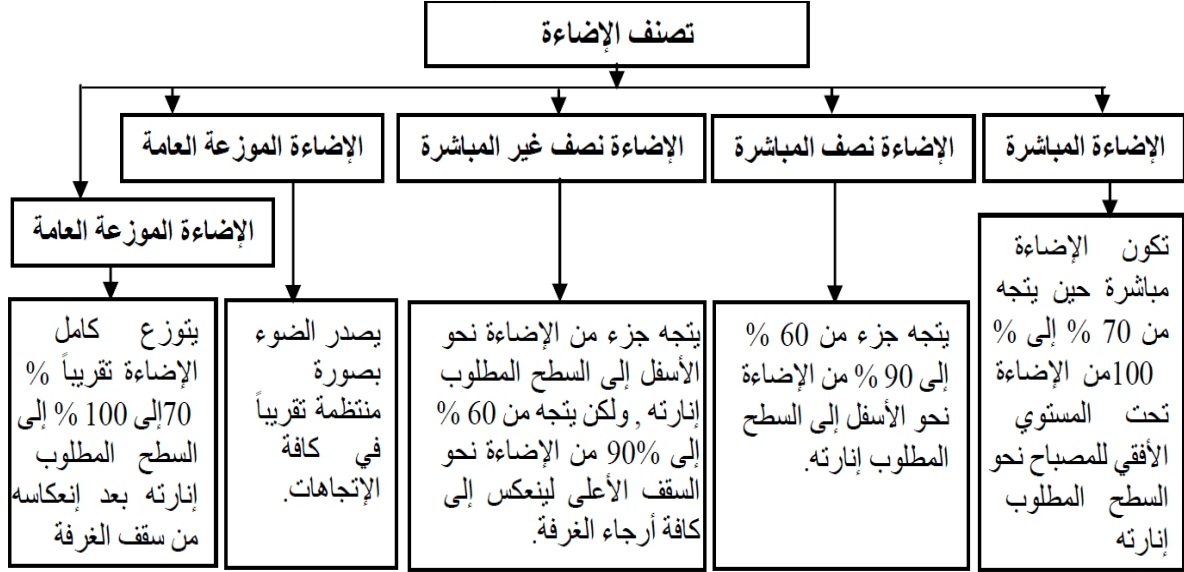 تصنف الإضاءة
الإضاءة المباشرة
الإضاءة نصف المباشرة
الإضاءة نصف غير المباشرة
الإضاءة الموزعة العامة
الإضاءة الموزعة العامة
تكون الإضاءة
مباشرة حين يتجه
من 70 % إلى %
100من الإضاءة
تحت المستوي
الأفقي للمصباح نحو
السطح المطلوب
إنارته
يتجه جزء من 60 %
إلى 90 % من الإضاءة
نحو الأسفل إلى السطح
المطلوب إنارته.
يتجه جزء من الإضاءة نحو
الأسفل إلى السطح المطلوب
إنارته , ولكن يتجه من 60 %
إلى 90% من الإضاءة نحو
السقف الأعلى لينعكس إلى
كافة أرجاء الغرفة.
يصدر الضوء
بصورة
منتظمة تقريباً
في كافة
الإتجاهات.
يتوزع كامل
الإضاءة تقريباً %
70إلى 100 % إلى
السطح المطلوب
إنارته بعد إنعكاسه
من سقف الغرفة